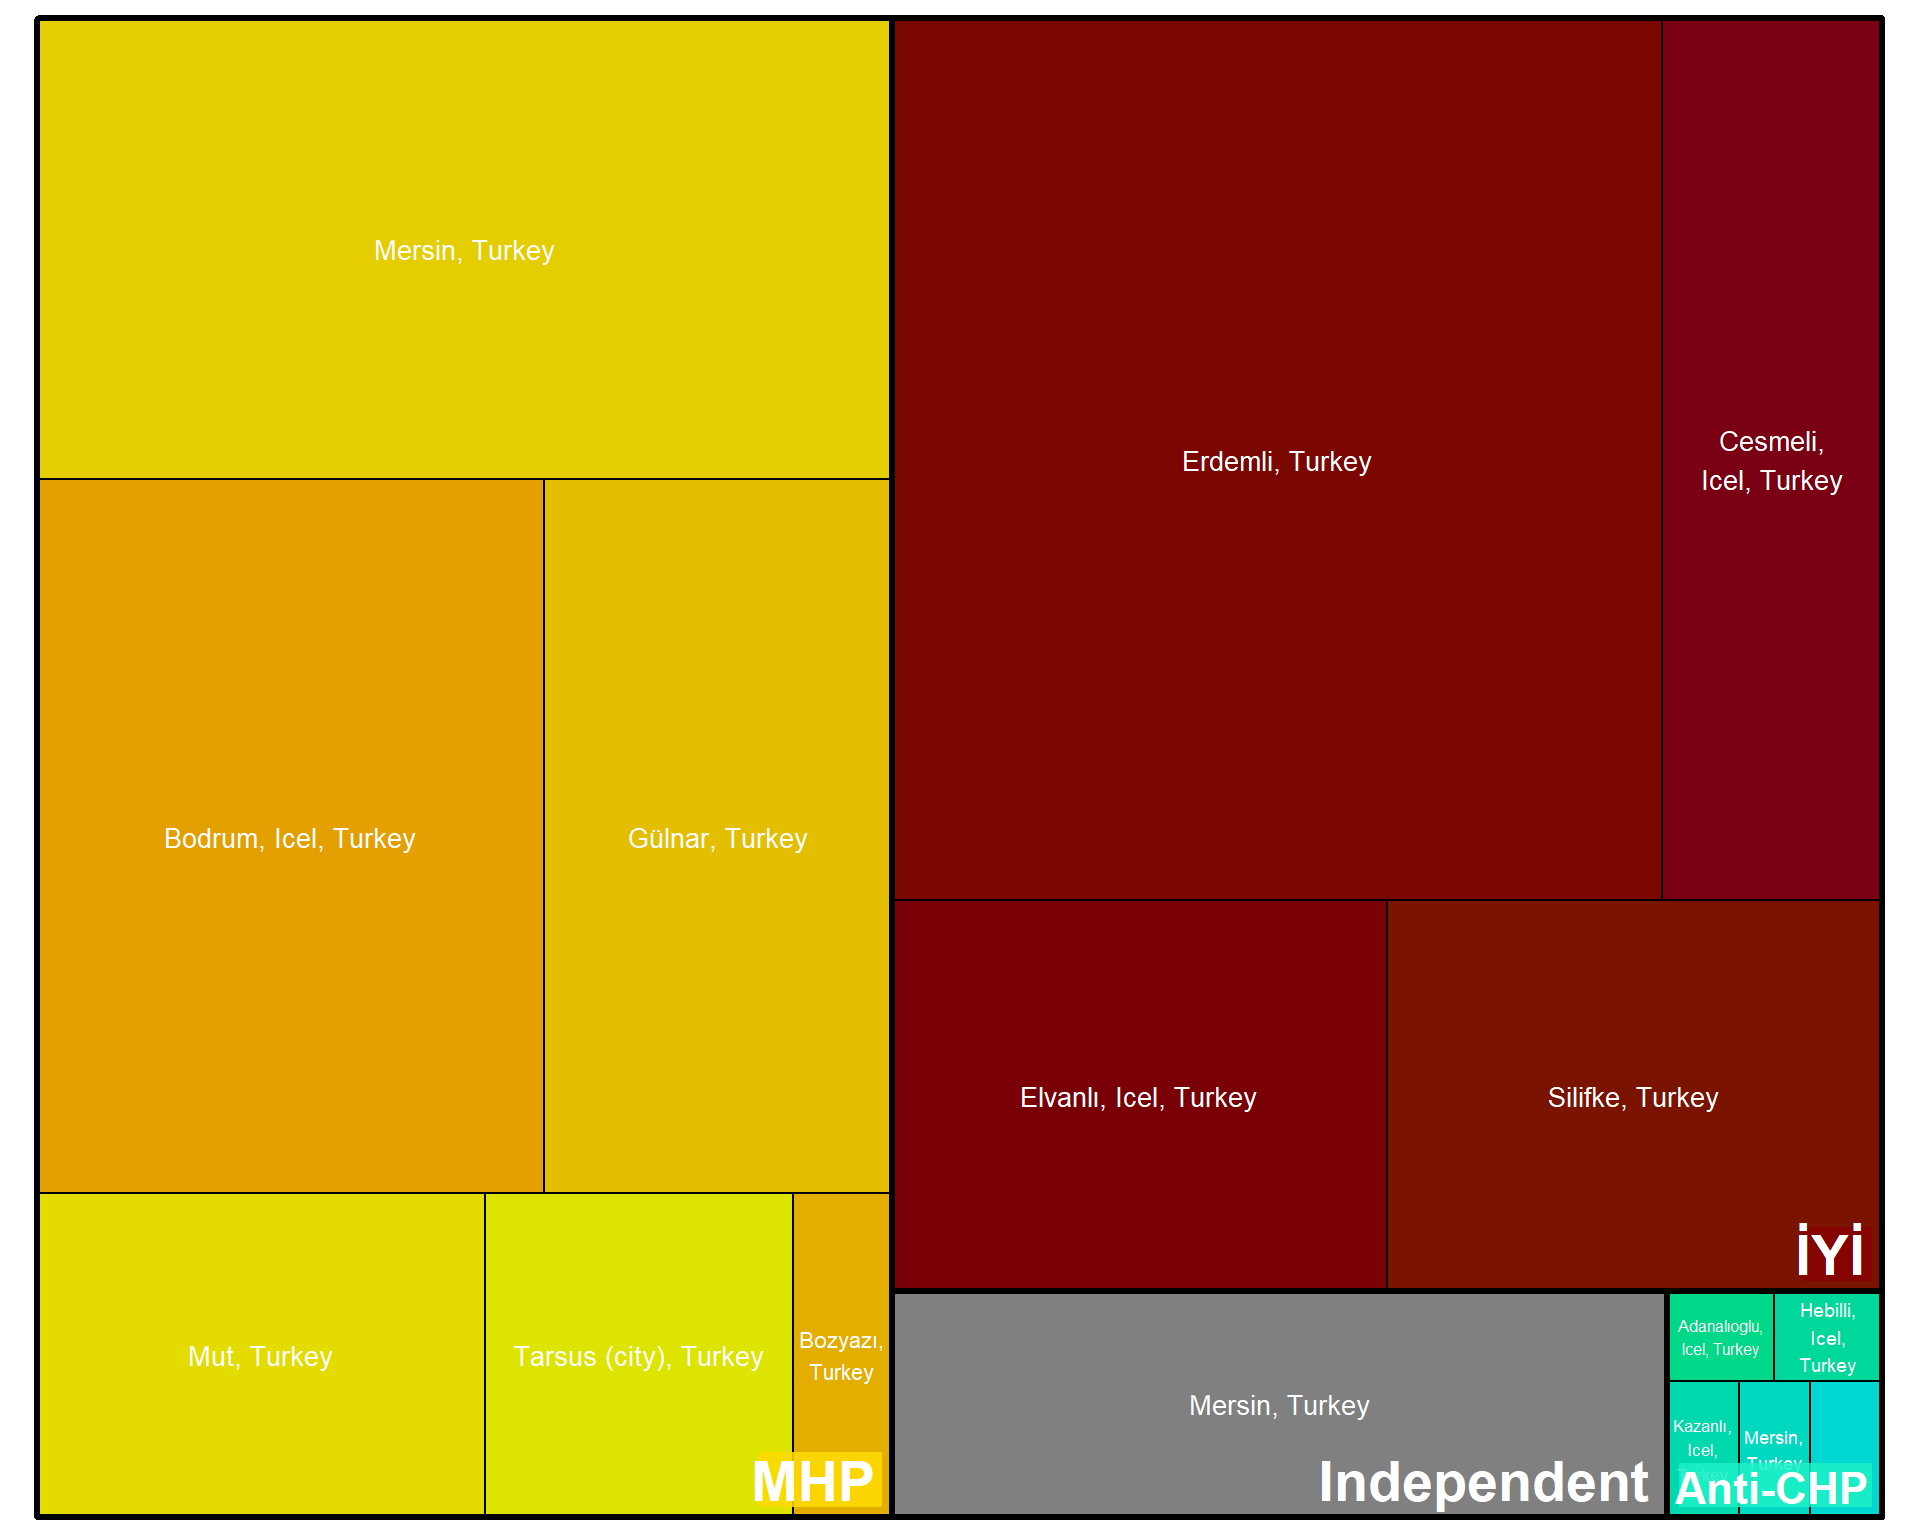 Mersin, Turkey
Bodrum, Icel, Turkey
Gülnar, Turkey
Mut, Turkey
Tarsus (city), Turkey
Bozyazı,
Turkey
MHP
Erdemli, Turkey
Cesmeli,
Icel, Turkey
Elvanlı, Icel, Turkey
Silifke, Turkey
İYİ
Mersin, Turkey
Independent
Adanalıoglu,
Icel, Turkey
Hebilli,
Icel,
Turkey
Kazanlı,
Icel,
Turkey
Mersin,
Turkey
Anti-CHP